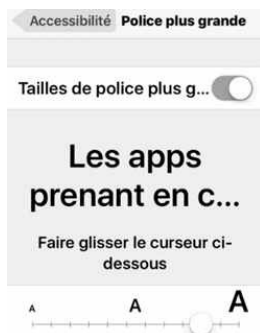 Accessibilité Police plus grande
Tailles de police plus g...
Les apps
prenant en c...
Faire glisser le curseur ci-
dessous
A A A